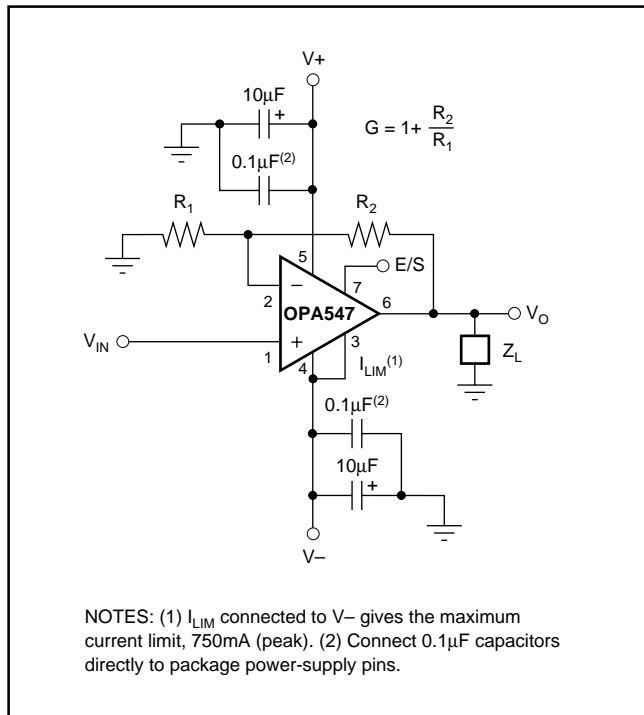 V+
10µF
+
G = 1+ R2/R1
0.1µF(2)
R1
R2
5
E/S
7
–
2
OPA547
6
VO
VIN
+
1
3
4
ILIM(1)
ZL
0.1µF(2)
10µF
+
V–
NOTES: (1) ILIM connected to V– gives the maximum
current limit, 750mA (peak). (2) Connect 0.1µF capacitors
directly to package power-supply pins.